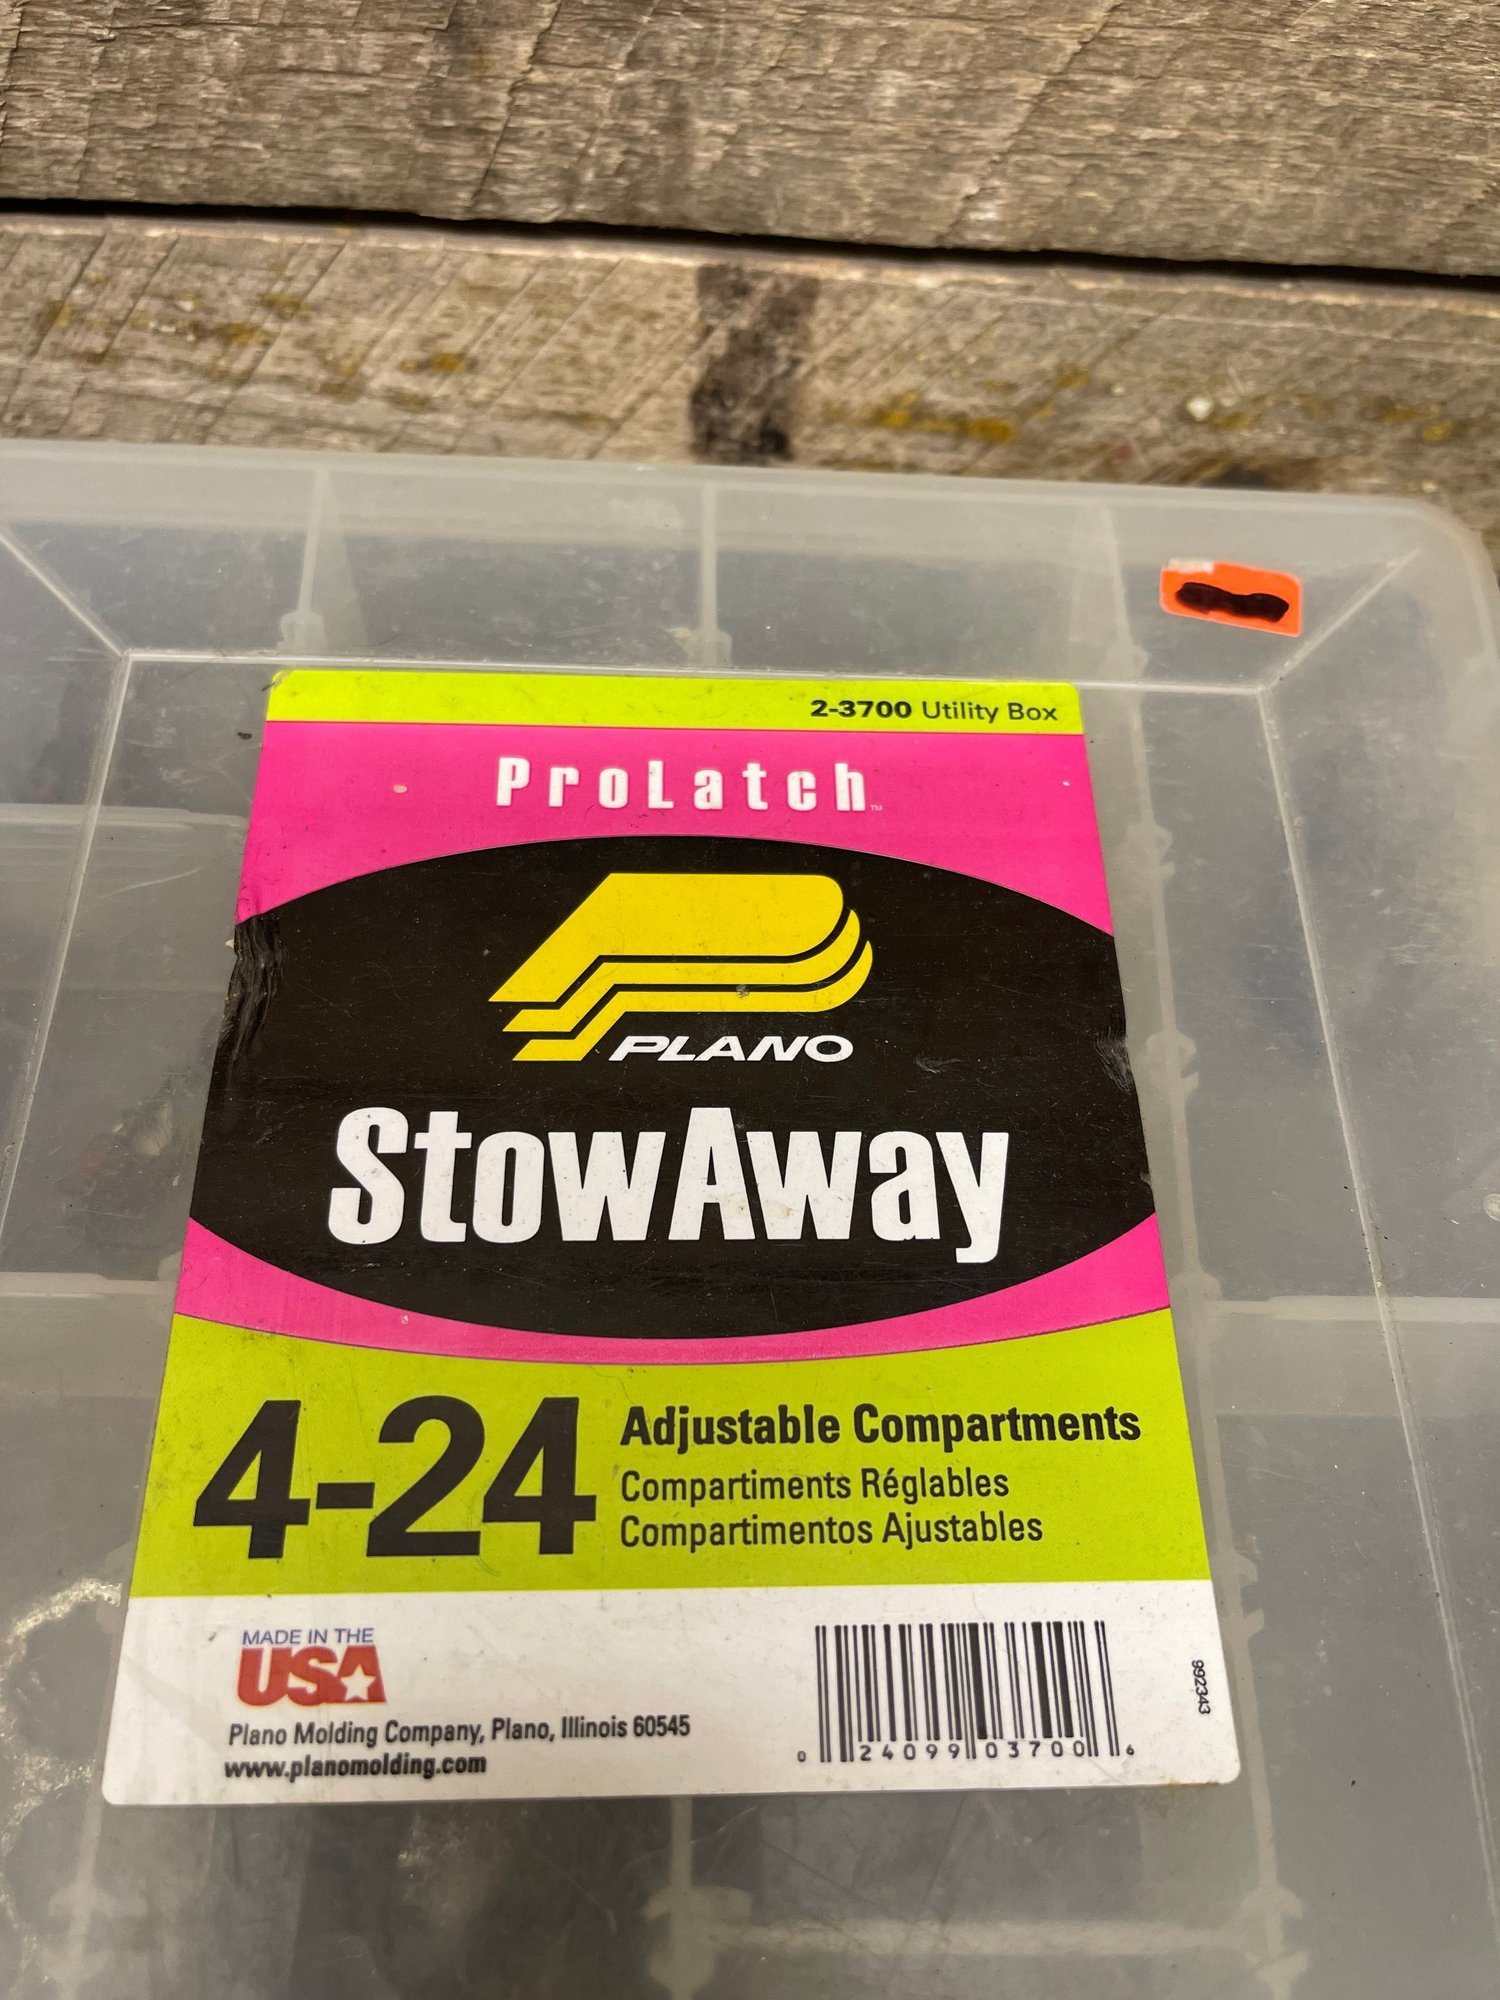 2-3700 Utility Box
ProLatch™
PLANO
StowAway
4-24
Adjustable Compartments
Compartiments Réglables
Compartimentos Ajustables
MADE IN THE
USA
Plano Molding Company, Plano, Illinois 60545
www.planomolding.com
0 24099 03700 6
992343